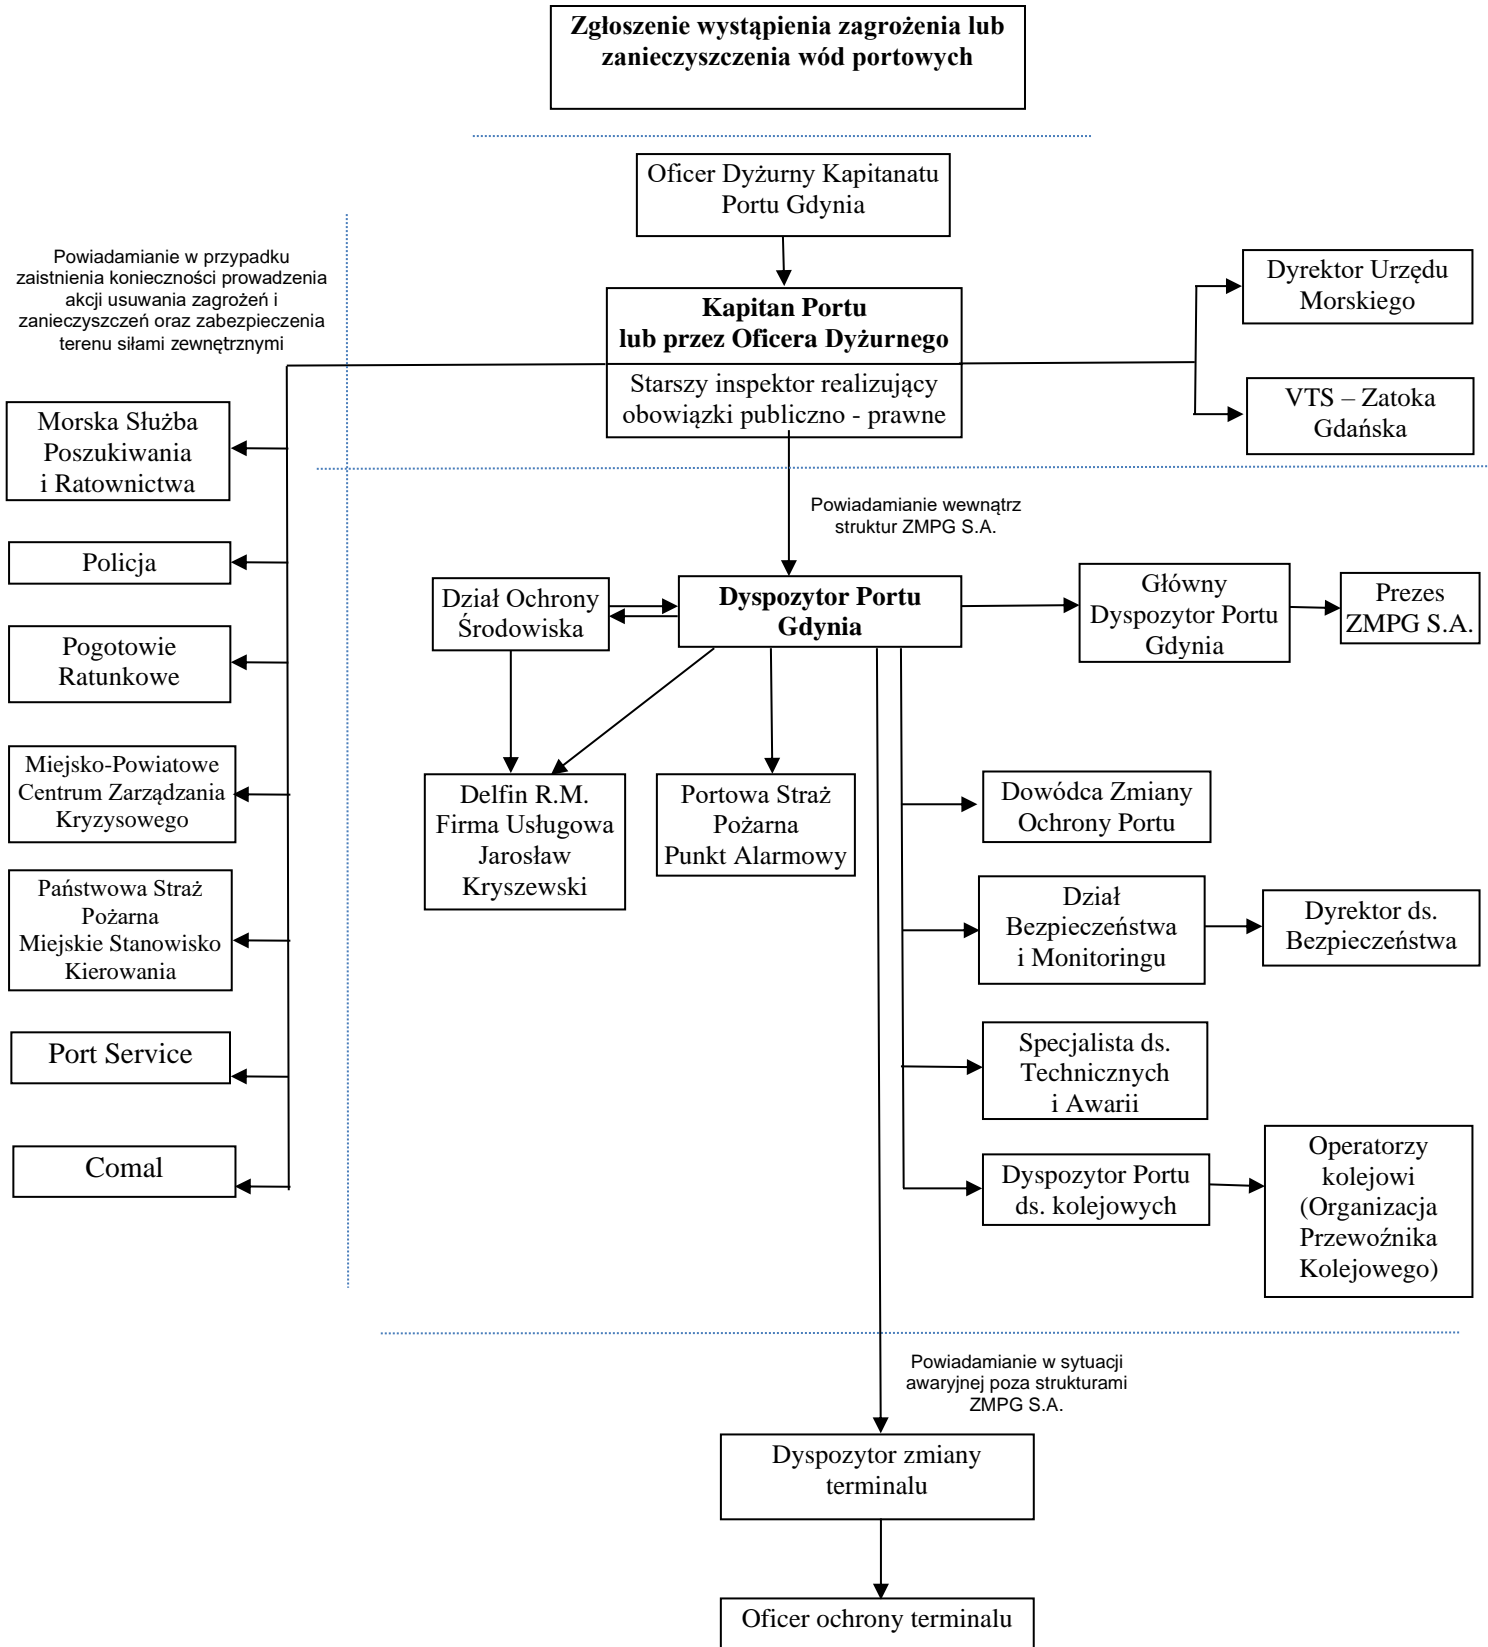 Zgłoszenie wystąpienia zagrożenia lub
zanieczyszczenia wód portowych
Oficer Dyżurny Kapitanatu
Portu Gdynia
Powiadamianie w przypadku
zaistnienia konieczności prowadzenia
akcji usuwania zagrożeń i
zanieczyszczeń oraz zabezpieczenia
terenu siłami zewnętrznymi
Kapitan Portu
lub przez Oficera Dyżurnego
Starszy inspektor realizujący
obowiązki publiczno - prawne
Dyrektor Urzędu
Morskiego
VTS – Zatoka
Gdańska
Morska Służba
Poszukiwania
i Ratownictwa
Policja
Pogotowie
Ratunkowe
Miejsko-Powiatowe
Centrum Zarządzania
Kryzysowego
Państwowa Straż
Pożarna
Miejskie Stanowisko
Kierowania
Port Service
Comal
Powiadamianie wewnątrz
struktur ZMPG S.A.
Dział Ochrony
Środowiska
Dyspozytor Portu
Gdynia
Główny
Dyspozytor Portu
Gdynia
Prezes
ZMPG S.A.
Delfin R.M.
Firma Usługowa
Jarosław
Kryszewski
Portowa Straż
Pożarna
Punkt Alarmowy
Dowódca Zmiany
Ochrony Portu
Dział
Bezpieczeństwa
i Monitoringu
Dyrektor ds.
Bezpieczeństwa
Specjalista ds.
Technicznych
i Awarii
Dyspozytor Portu
ds. kolejowych
Operatorzy
kolejowi
(Organizacja
Przewoźnika
Kolejowego)
Powiadamianie w sytuacji
awaryjnej poza strukturami
ZMPG S.A.
Dyspozytor zmiany
terminalu
Oficer ochrony terminalu